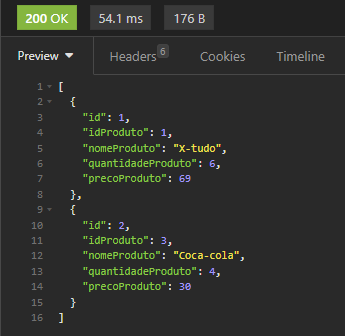 200 OK 54.1 ms 176 B
Preview Headers 6 Cookies Timeline
1 [
2 {
3 "id": 1,
4 "idProduto": 1,
5 "nomeProduto": "X-tudo",
6 "quantidadeProduto": 6,
7 "precoProduto": 69
8 },
9 {
10 "id": 2,
11 "idProduto": 3,
12 "nomeProduto": "Coca-cola",
13 "quantidadeProduto": 4,
14 "precoProduto": 30
15 }
16 ]